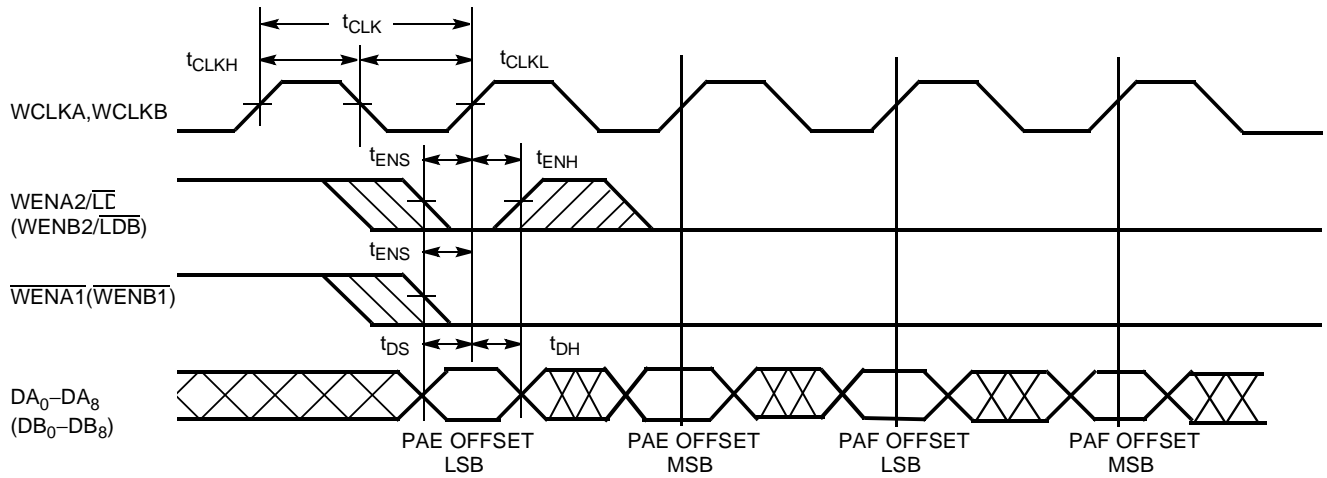 tCLK
tCLKH
tCLKL
WCLKA,WCLKB
tENS
tENH
WENA2/LD
(WENB2/LDB)
tENS
WENA1(WENB1)
tDS
tDH
DA0–DA8
(DB0–DB8)
PAE OFFSET
LSB
PAE OFFSET
MSB
PAF OFFSET
LSB
PAF OFFSET
MSB